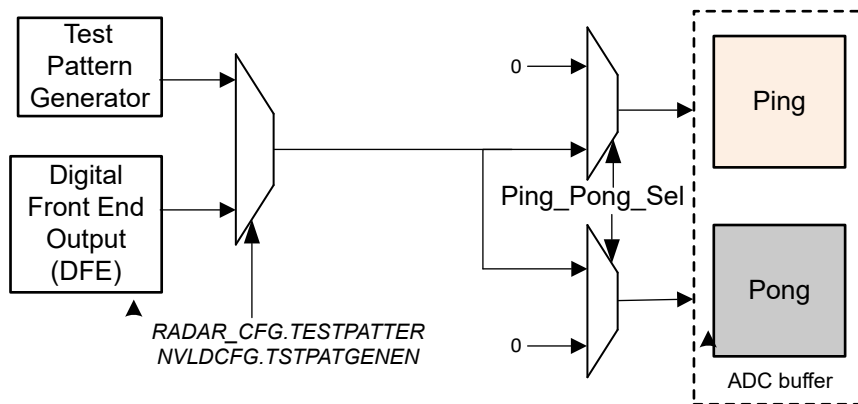 Test
Pattern
Generator
Digital
Front End
Output
(DFE)
RADAR_CFG.TESTPATTER
NVLDCFG.TSTPATGENEN
0
Ping_Pong_Sel
0
Ping
Pong
ADC buffer